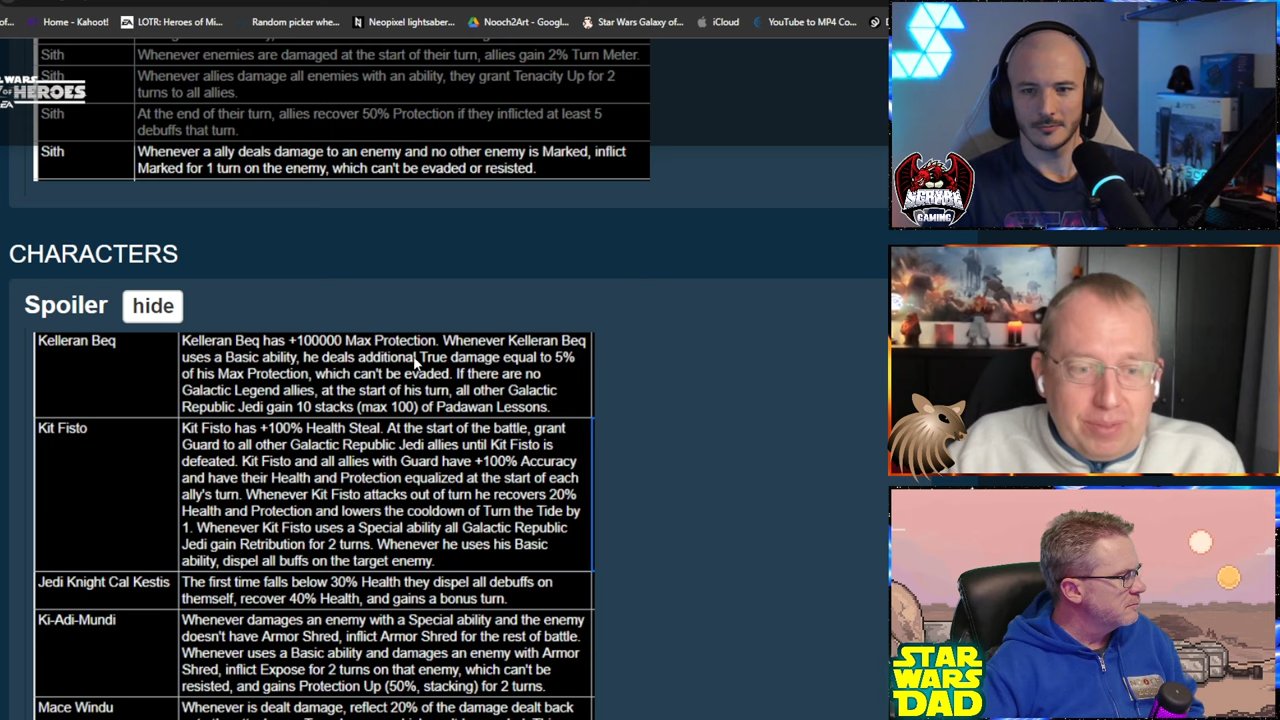 Home - Kahoot!
LOTR: Heroes of Mi...
Random picker whe...
Neopixel lightsaber...
Nooch2Art - Googl...
Star Wars Galaxy of...
iCloud
YouTube to MP4 Co...
Sith
Whenever enemies are damaged at the start of their turn, allies gain 2% Turn Meter.
Sith
Whenever allies damage all enemies with an ability, they grant Tenacity Up for 2
turns to all allies.
Sith
At the end of their turn, allies recover 50% Protection if they inflicted at least 5
debuffs that turn.
Sith
Whenever a ally deals damage to an enemy and no other enemy is Marked, inflict
Marked for 1 turn on the enemy, which can't be evaded or resisted.
WARS
OF HEROES
EA
CHARACTERS
Spoiler hide
Kelleran Beq
Kelleran Beq has +100000 Max Protection. Whenever Kelleran Beq
uses a Basic ability, he deals additional True damage equal to 5%
of his Max Protection, which can't be evaded. If there are no
Galactic Legend allies, at the start of his turn, all other Galactic
Republic Jedi gain 10 stacks (max 100) of Padawan Lessons.
Kit Fisto
Kit Fisto has +100% Health Steal. At the start of the battle, grant
Guard to all other Galactic Republic Jedi allies until Kit Fisto is
defeated. Kit Fisto and all allies with Guard have +100% Accuracy
and have their Health and Protection equalized at the start of each
ally's turn. Whenever Kit Fisto attacks out of turn he recovers 20%
Health and Protection and lowers the cooldown of Turn the Tide by
1. Whenever Kit Fisto uses a Special ability all Galactic Republic
Jedi gain Retribution for 2 turns. Whenever he uses his Basic
ability, dispel all buffs on the target enemy.
Jedi Knight Cal Kestis
The first time falls below 30% Health they dispel all debuffs on
themself, recover 40% Health, and gains a bonus turn.
Ki-Adi-Mundi
Whenever damages an enemy with a Special ability and the enemy
doesn't have Armor Shred, inflict Armor Shred for the rest of battle.
Whenever uses a Basic ability and damages an enemy with Armor
Shred, inflict Expose for 2 turns on that enemy, which can't be
resisted, and gains Protection Up (50%, stacking) for 2 turns.
Mace Windu
Whenever is dealt damage, reflect 20% of the damage dealt back
GAMING
STAR
WARS
DAD